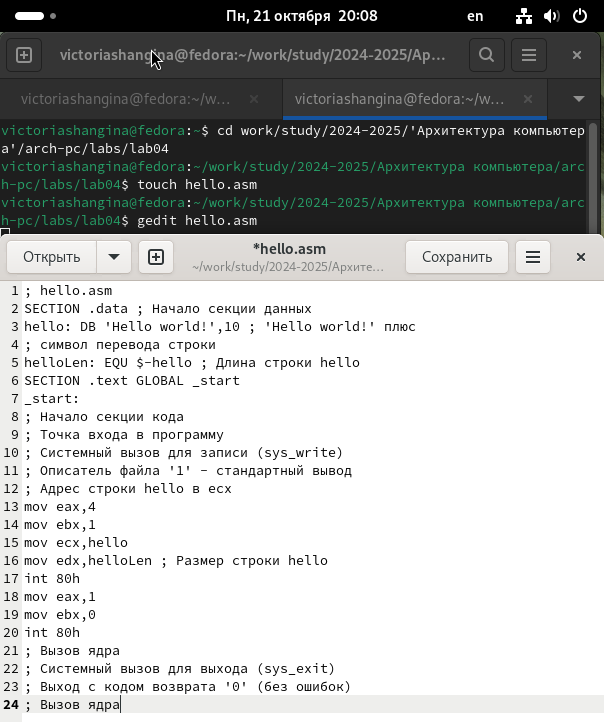 Пн, 21 октября 20:08
en
victoriashangina@fedora:~/work/study/2024-2025/Ар...
victoriashangina@fedora:~/w...
victoriashangina@fedora:~/w...
victoriashangina@fedora:~$ cd work/study/2024-2025/'Архитектура компьютер
а'/arch-pc/labs/lab04
victoriashangina@fedora:~/work/study/2024-2025/Архитектура компьютера/arc
h-pc/labs/lab04$ touch hello.asm
victoriashangina@fedora:~/work/study/2024-2025/Архитектура компьютера/arc
h-pc/labs/lab04$ gedit hello.asm
Открыть
*hello.asm
~/work/study/2024-2025/Архите...
Сохранить
1 ; hello.asm
2 SECTION .data ; Начало секции данных
3 hello: DB 'Hello world!',10 ; 'Hello world!' плюс
4 ; символ перевода строки
5 helloLen: EQU $-hello ; Длина строки hello
6 SECTION .text GLOBAL _start
7 _start:
8 ; Начало секции кода
9 ; Точка входа в программу
10 ; Системный вызов для записи (sys_write)
11 ; Описатель файла '1' - стандартный вывод
12 ; Адрес строки hello в ecx
13 mov eax,4
14 mov ebx,1
15 mov ecx,hello
16 mov edx,helloLen ; Размер строки hello
17 int 80h
18 mov eax,1
19 mov ebx,0
20 int 80h
21 ; Вызов ядра
22 ; Системный вызов для выхода (sys_exit)
23 ; Выход с кодом возврата '0' (без ошибок)
24 ; Вызов ядра